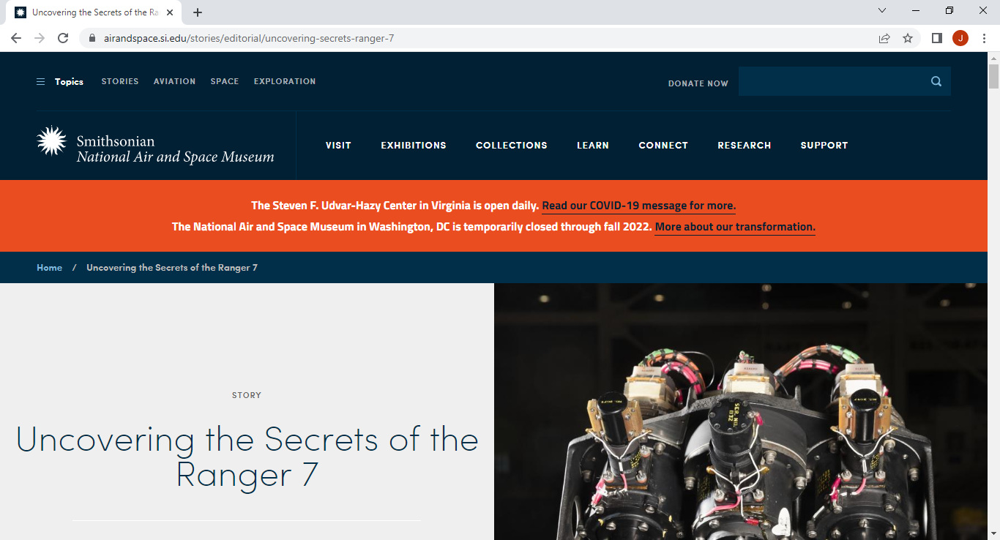 Uncovering the Secrets of the Ra
airandspace.si.edu/stories/editorial/uncovering-secrets-ranger-7
J
Topics STORIES AVIATION SPACE EXPLORATION
DONATE NOW
Smithsonian
National Air and Space Museum
VISIT EXHIBITIONS COLLECTIONS LEARN CONNECT RESEARCH SUPPORT
The Steven F. Udvar-Hazy Center in Virginia is open daily. Read our COVID-19 message for more.
The National Air and Space Museum in Washington, DC is temporarily closed through fall 2022. More about our transformation.
Home / Uncovering the Secrets of the Ranger 7
STORY
Uncovering the Secrets of the
Ranger 7
SER. NO.
1132